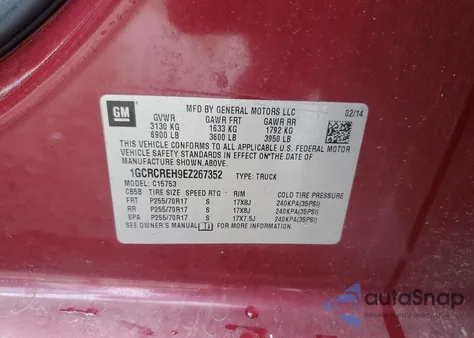 GM
MFD BY GENERAL MOTORS LLC 02/14
GVWR GAWR FRT GAWR RR
3130 KG 1633 KG 1792 KG
6900 LB 3600 LB 3950 LB
THIS VEHICLE CONFORMS TO ALL APPLICABLE U.S. FEDERAL MOTOR
VEHICLE SAFETY STANDARDS IN EFFECT ON THE DATE OF
MANUFACTURE SHOWN ABOVE.
*1GCRCREH9EZ267352 TYPE: TRUCK
MODEL: C15753
CB5B TIRE SIZE SPEED RTG RIM COLD TIRE PRESSURE
FRT P255/70R17 S 17X8J 240KPA(35PSI)
RR P255/70R17 S 17X8J 240KPA(35PSI)
SPA P255/70R17 S 17X7.5J 240KPA(35PSI)
SEE OWNER'S MANUAL FOR MORE INFORMATION.
autoSnap